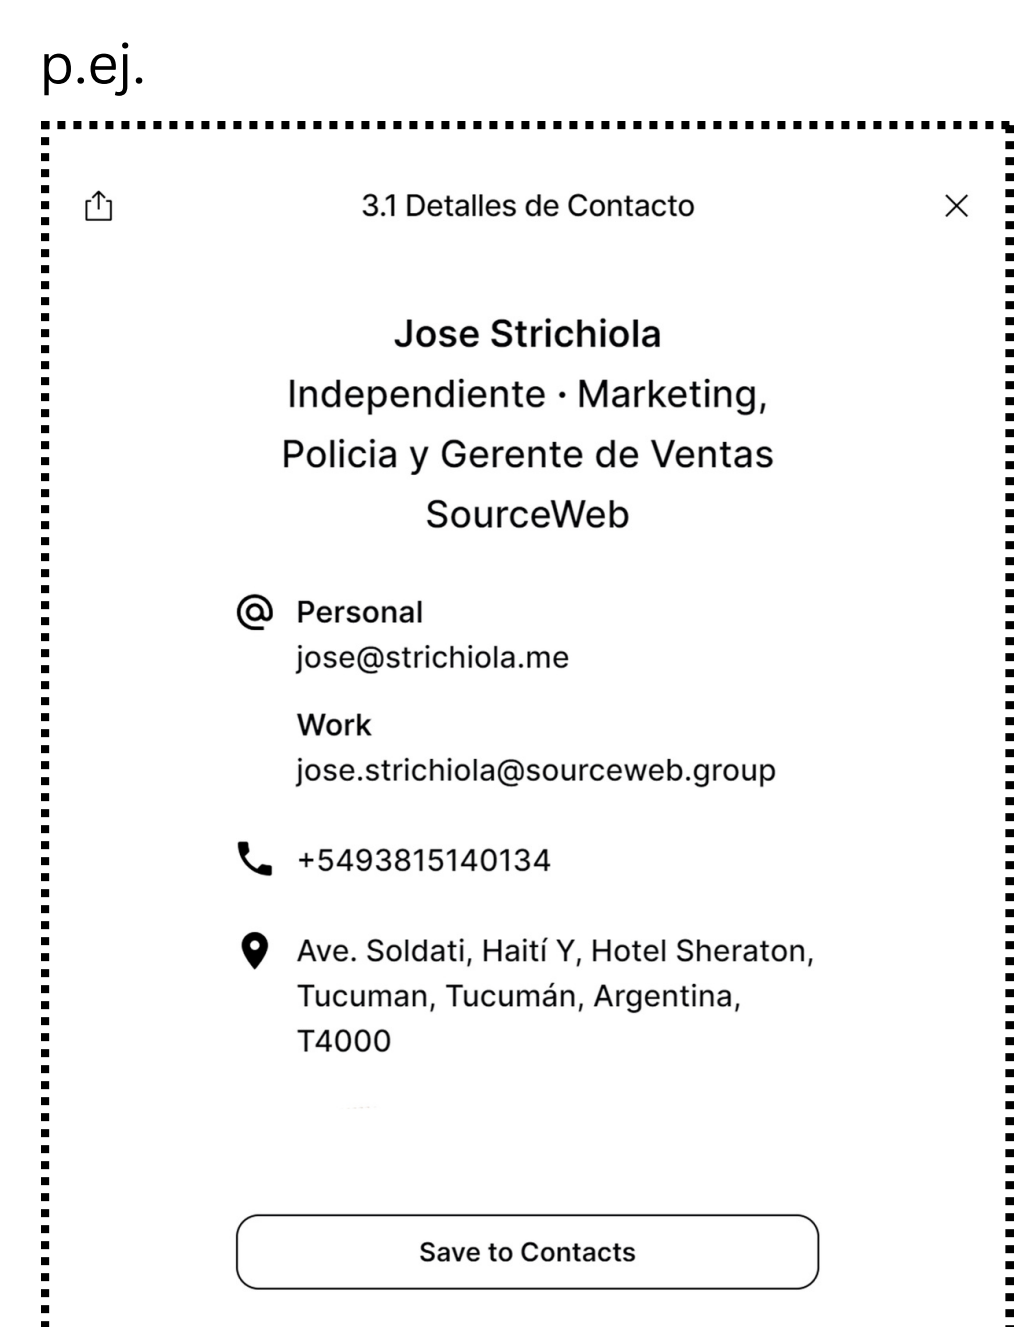 p.ej.
3.1 Detalles de Contacto
Jose Strichiola
Independiente · Marketing,
Policia y Gerente de Ventas
SourceWeb
Personal
jose@strichiola.me
Work
jose.strichiola@sourceweb.group
+5493815140134
Ave. Soldati, Haití Y, Hotel Sheraton,
Tucuman, Tucumán, Argentina,
T4000
Save to Contacts